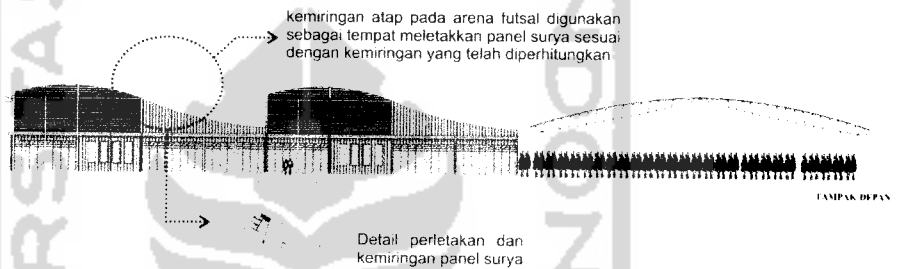 kemiringan atap pada arena futsal digunakan
sebagai tempat meletakkan panel surya sesuai
dengan kemiringan yang telah diperhitungkan
TAMPAK DEPAN
Detail perletakan dan
kemiringan panel surya